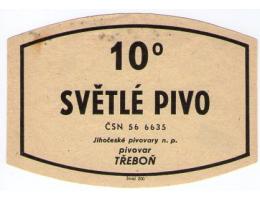 10°
SVĚTLÉ PIVO
ČSN 56 6635
Jihočeské pivovary n. p.
pivovar
TŘEBOŇ